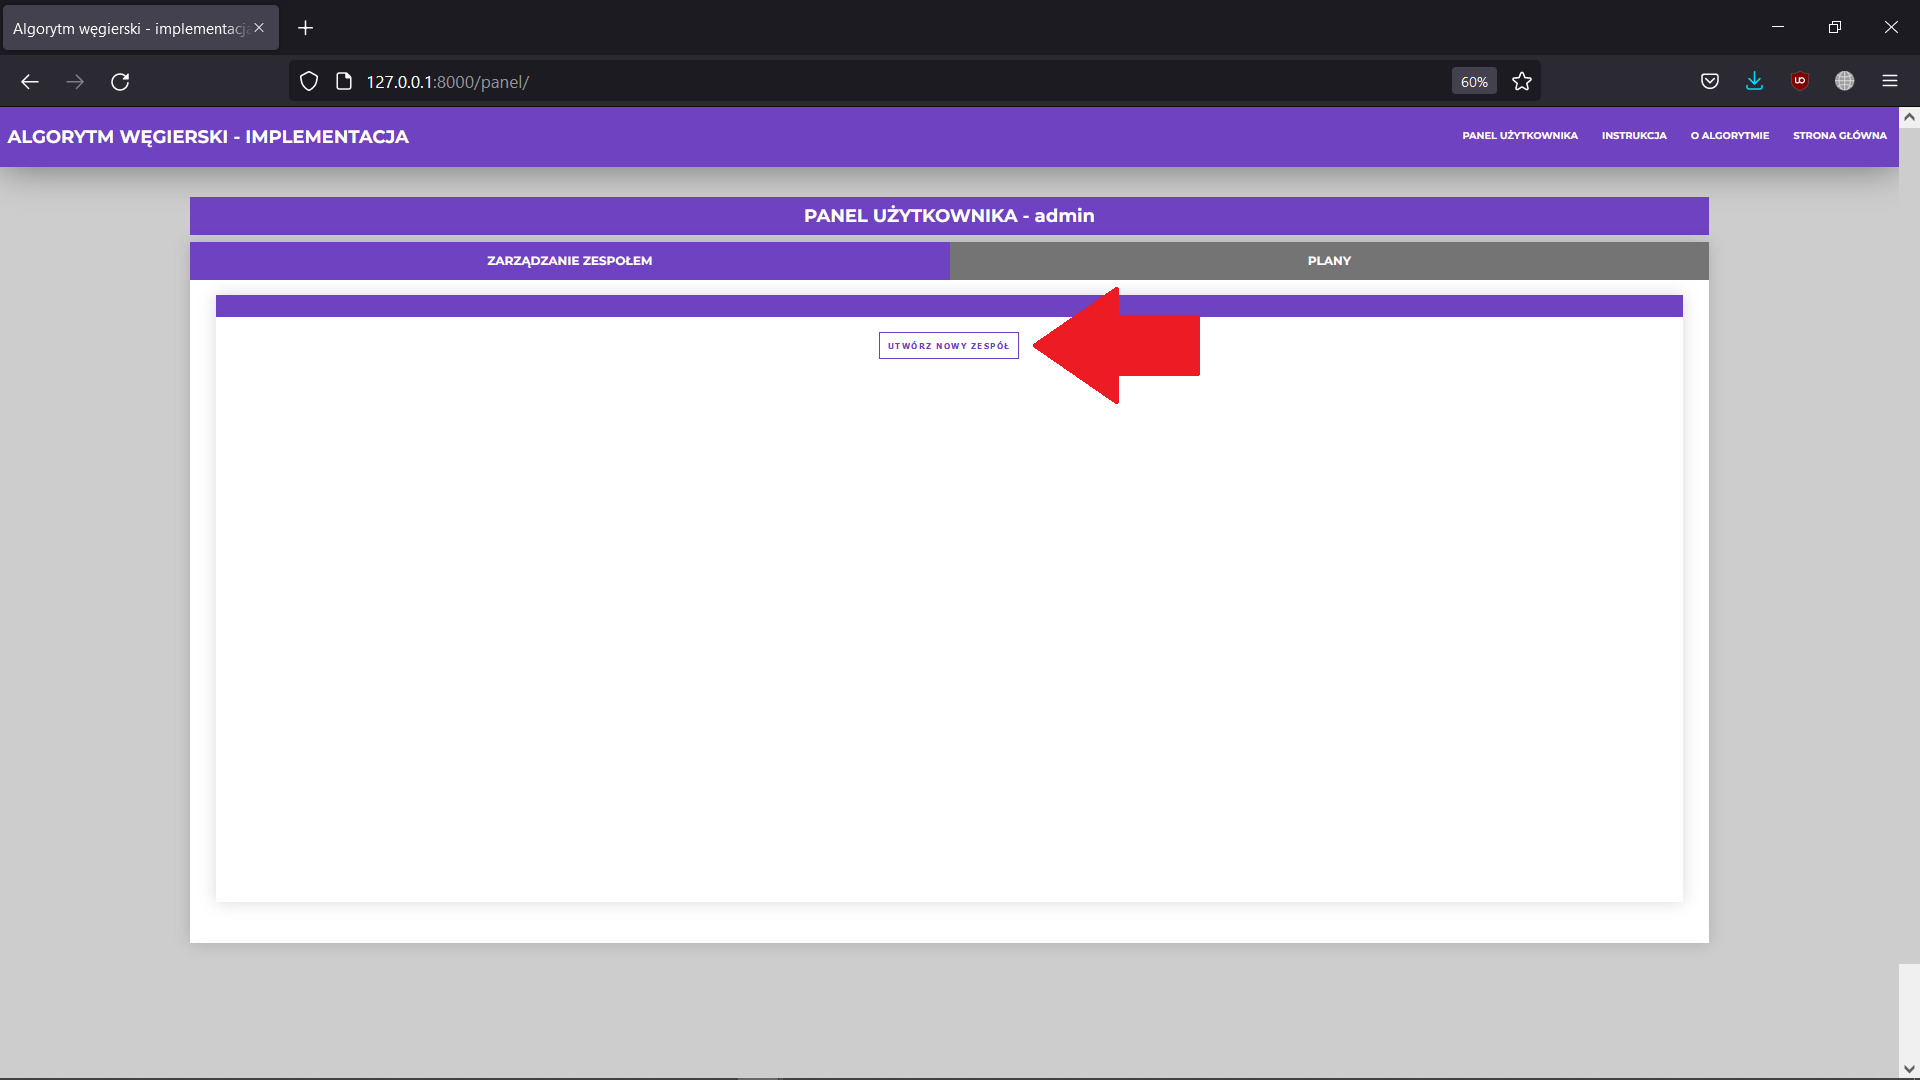 Algorytm węgierski - implementacja
127.0.0.1:8000/panel/
60%
ALGORYTM WĘGIERSKI - IMPLEMENTACJA
PANEL UŻYTKOWNIKA
INSTRUKCJA
O ALGORYTMIE
STRONA GŁÓWNA
PANEL UŻYTKOWNIKA - admin
ZARZĄDZANIE ZESPOŁEM
PLANY
UTWÓRZ NOWY ZESPÓŁ